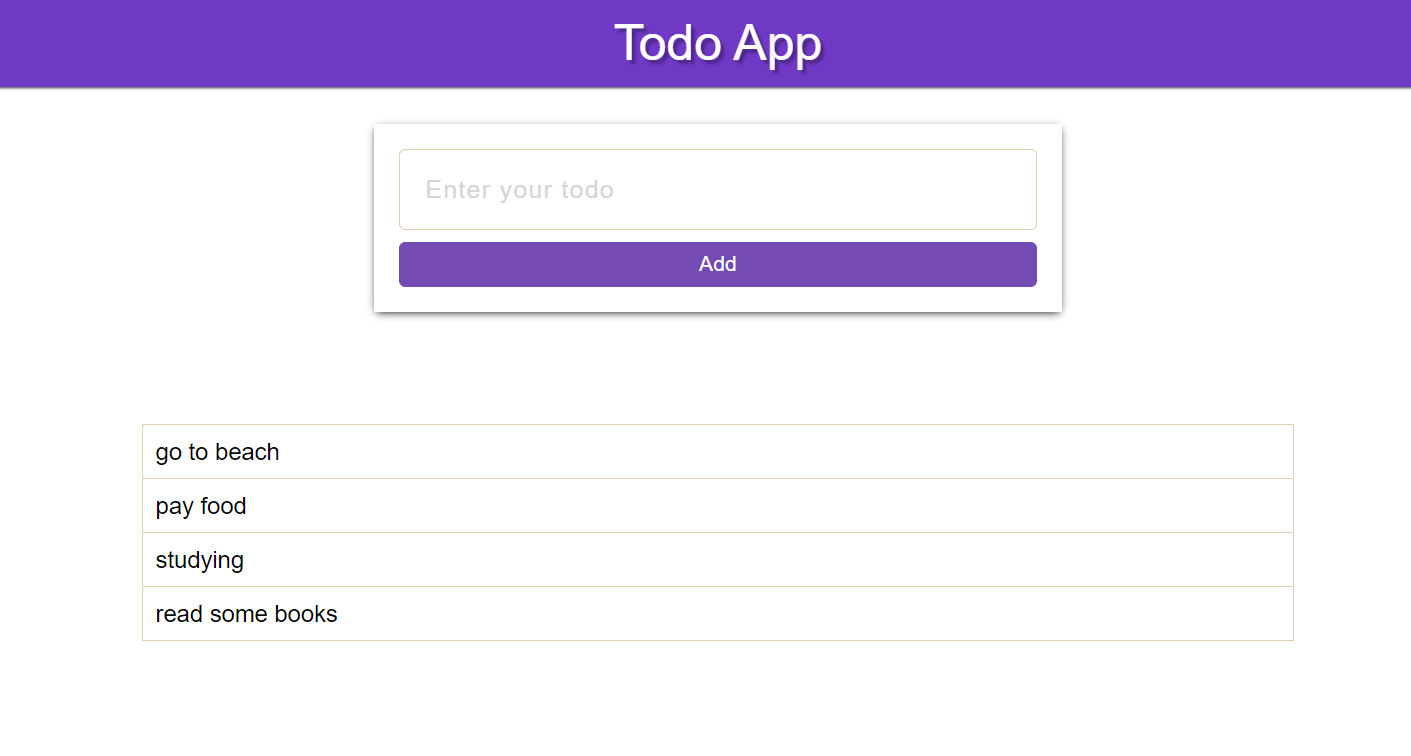 Todo App
Enter your todo
Add
go to beach
pay food
studying
read some books